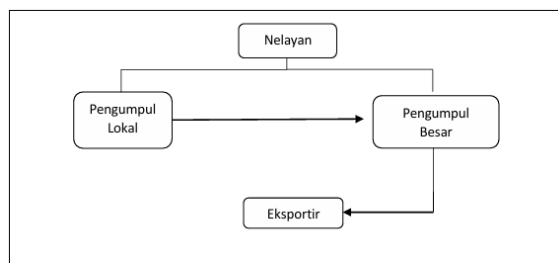 Nelayan
Pengumpul
Lokal
Pengumpul
Besar
Eksportir